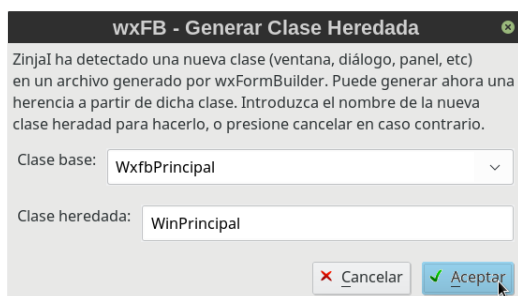 wxFB - Generar Clase Heredada
ZinjaI ha detectado una nueva clase (ventana, diálogo, panel, etc)
en un archivo generado por wxFormBuilder. Puede generar ahora una
herencia a partir de dicha clase. Introduzca el nombre de la nueva
clase heradad para hacerlo, o presione cancelar en caso contrario.
Clase base: WxfbPrincipal
Clase heredada: WinPrincipal
Cancelar Aceptar